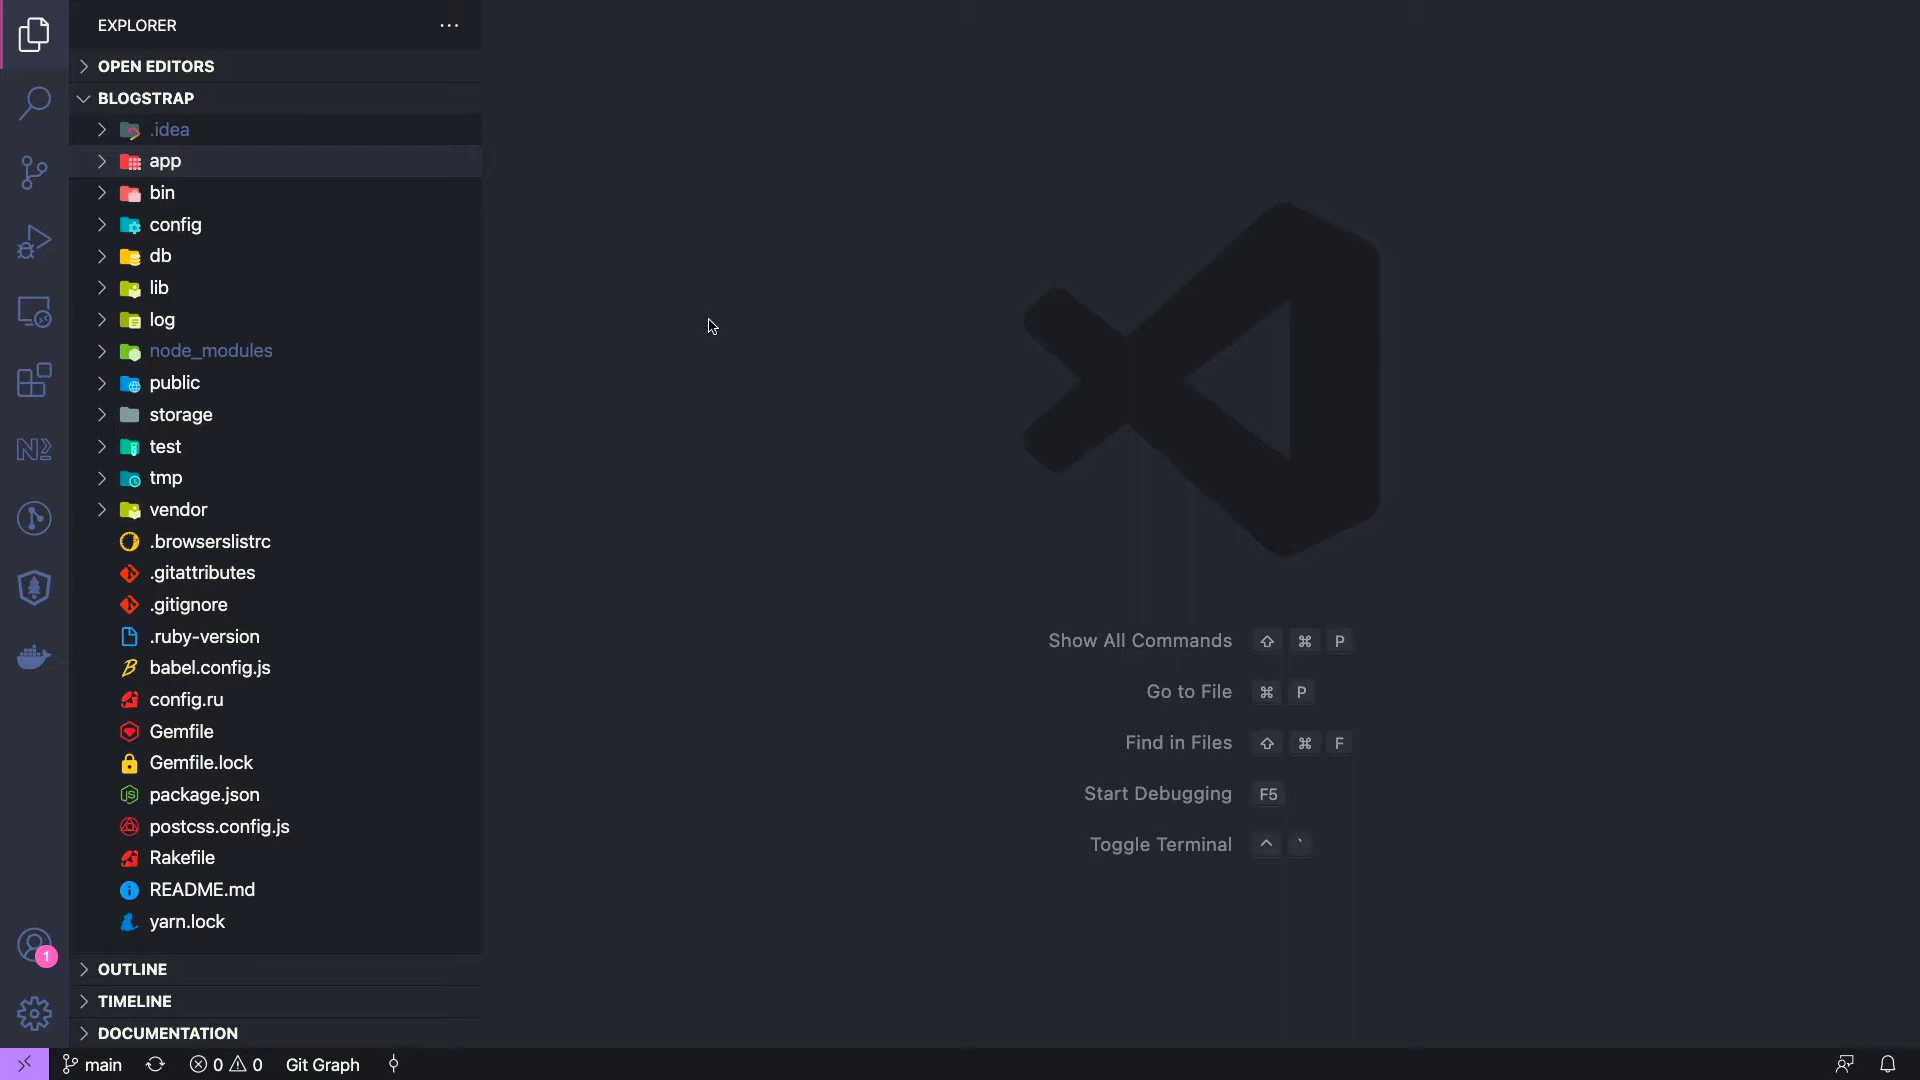 EXPLORER
OPEN EDITORS
BLOGSTRAP
.idea
app
bin
config
db
lib
log
node_modules
public
storage
test
tmp
vendor
.browserslistrc
.gitattributes
.gitignore
.ruby-version
babel.config.js
config.ru
Gemfile
Gemfile.lock
package.json
postcss.config.js
Rakefile
README.md
yarn.lock
OUTLINE
TIMELINE
DOCUMENTATION
1
Show All Commands ⇧ ⌘ P
Go to File ⌘ P
Find in Files ⇧ ⌘ F
Start Debugging F5
Toggle Terminal ^ `
main 0 0 Git Graph